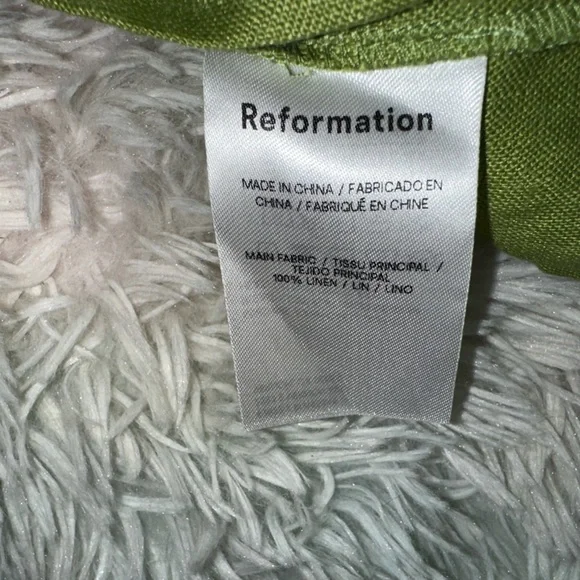 Reformation
MADE IN CHINA / FABRICADO EN
CHINA / FABRIQUÉ EN CHINE
MAIN FABRIC / TISSU PRINCIPAL /
TEJIDO PRINCIPAL
100% LINEN / LIN / LINO